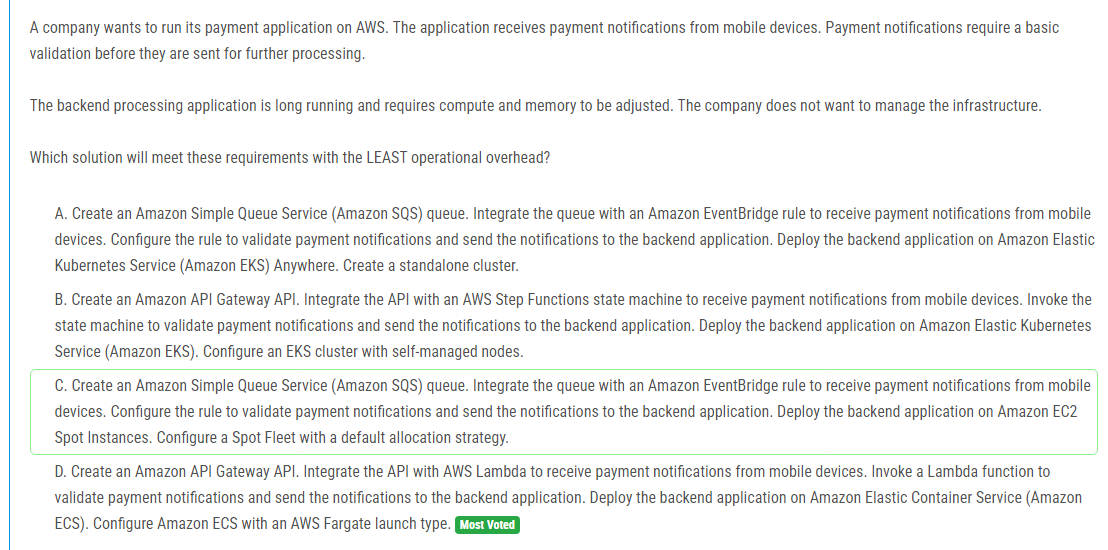 A company wants to run its payment application on AWS. The application receives payment notifications from mobile devices. Payment notifications require a basic
validation before they are sent for further processing.
The backend processing application is long running and requires compute and memory to be adjusted. The company does not want to manage the infrastructure.
Which solution will meet these requirements with the LEAST operational overhead?
A. Create an Amazon Simple Queue Service (Amazon SQS) queue. Integrate the queue with an Amazon EventBridge rule to receive payment notifications from mobile
devices. Configure the rule to validate payment notifications and send the notifications to the backend application. Deploy the backend application on Amazon Elastic
Kubernetes Service (Amazon EKS) Anywhere. Create a standalone cluster.
B. Create an Amazon API Gateway API. Integrate the API with an AWS Step Functions state machine to receive payment notifications from mobile devices. Invoke the
state machine to validate payment notifications and send the notifications to the backend application. Deploy the backend application on Amazon Elastic Kubernetes
Service (Amazon EKS). Configure an EKS cluster with self-managed nodes.
C. Create an Amazon Simple Queue Service (Amazon SQS) queue. Integrate the queue with an Amazon EventBridge rule to receive payment notifications from mobile
devices. Configure the rule to validate payment notifications and send the notifications to the backend application. Deploy the backend application on Amazon EC2
Spot Instances. Configure a Spot Fleet with a default allocation strategy.
D. Create an Amazon API Gateway API. Integrate the API with AWS Lambda to receive payment notifications from mobile devices. Invoke a Lambda function to
validate payment notifications and send the notifications to the backend application. Deploy the backend application on Amazon Elastic Container Service (Amazon
ECS). Configure Amazon ECS with an AWS Fargate launch type. Most Voted